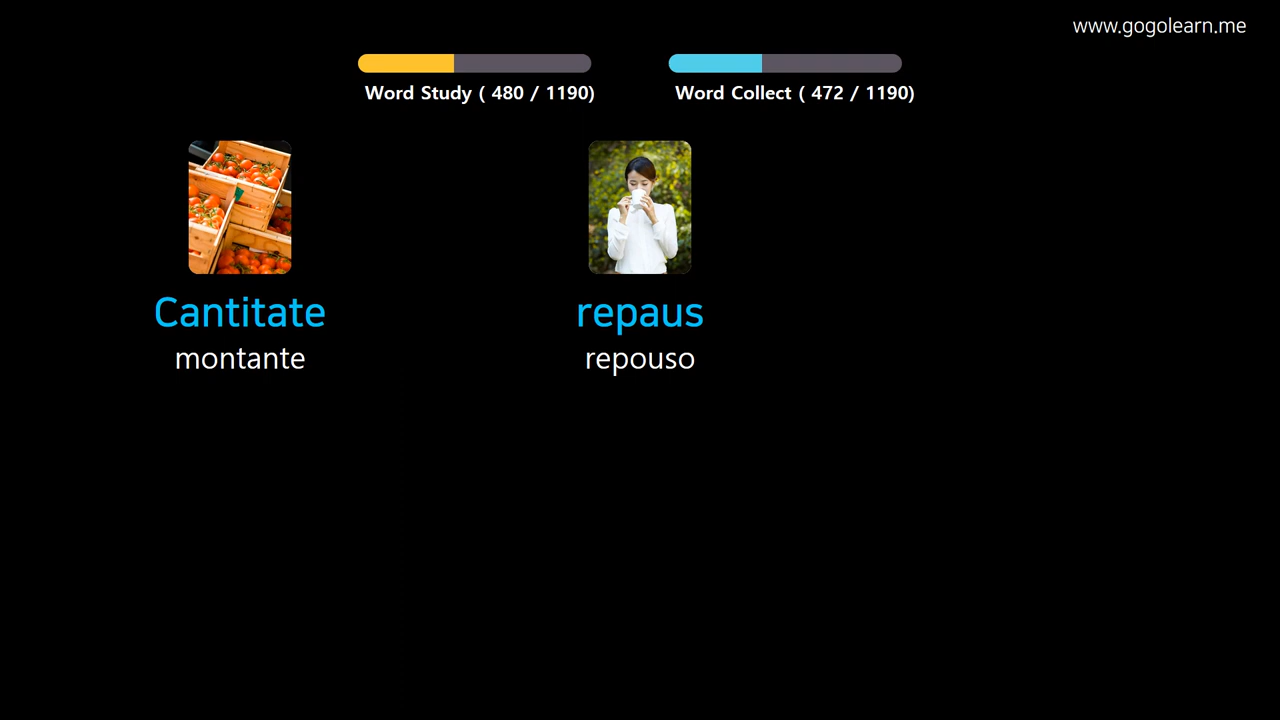 www.gogolearn.me
Word Study ( 480 / 1190)
Word Collect ( 472 / 1190)
Cantitate
montante
repaus
repouso